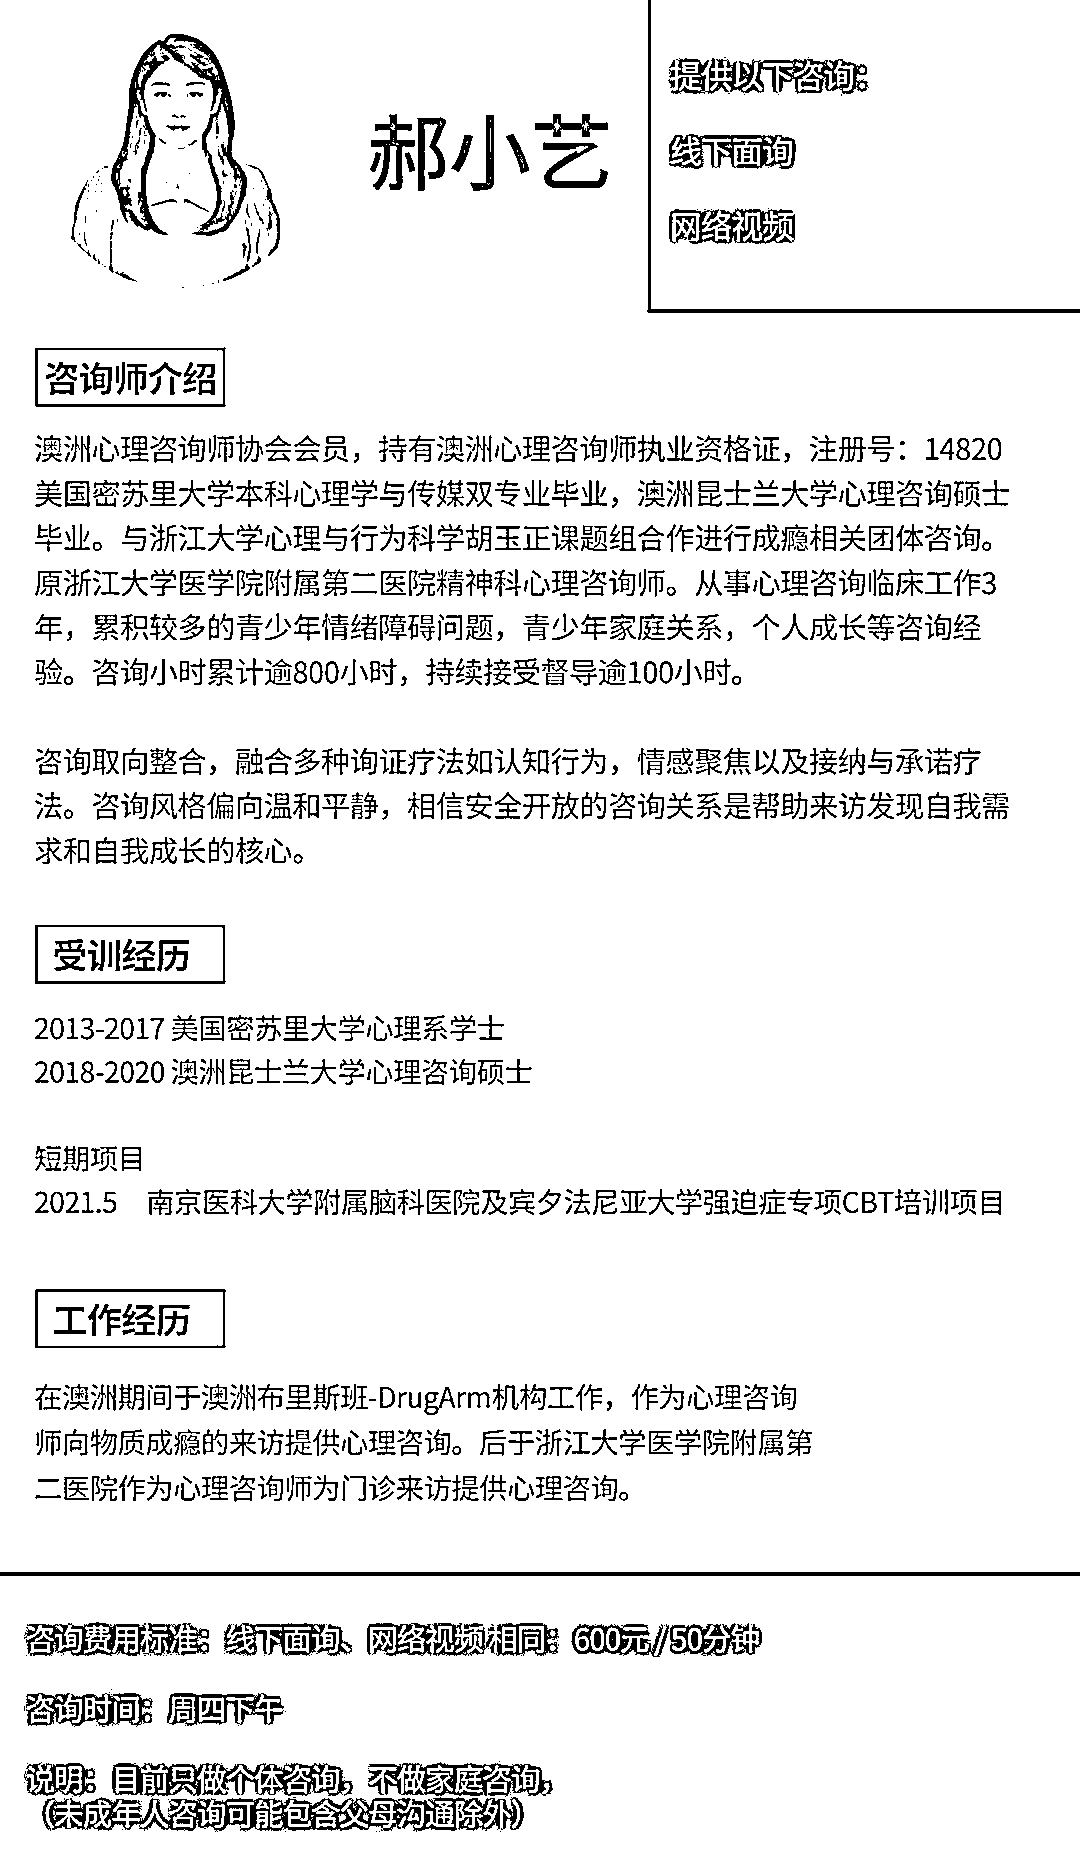 郝小艺
提供以下咨询：
线下面询
网络视频
咨询师介绍
澳洲心理咨询师协会会员，持有澳洲心理咨询师执业资格证，注册号：14820
美国密苏里大学本科心理学与传媒双专业毕业，澳洲昆士兰大学心理咨询硕士
毕业。与浙江大学心理与行为科学胡玉正课题组合作进行成瘾相关团体咨询。
原浙江大学医学院附属第二医院精神科心理咨询师。从事心理咨询临床工作3
年，累积较多的青少年情绪障碍问题，青少年家庭关系，个人成长等咨询经
验。咨询小时累计逾800小时，持续接受督导逾100小时。
咨询取向整合，融合多种询证疗法如认知行为，情感聚焦以及接纳与承诺疗
法。咨询风格偏向温和平静，相信安全开放的咨询关系是帮助来访发现自我需
求和自我成长的核心。
受训经历
2013-2017 美国密苏里大学心理系学士
2018-2020 澳洲昆士兰大学心理咨询硕士
短期项目
2021.5 南京医科大学附属脑科医院及宾夕法尼亚大学强迫症专项CBT培训项目
工作经历
在澳洲期间于澳洲布里斯班-DrugArm机构工作，作为心理咨询
师向物质成瘾的来访提供心理咨询。后于浙江大学医学院附属第
二医院作为心理咨询师为门诊来访提供心理咨询。
咨询费用标准：线下面询、网络视频相同：600元/50分钟
咨询时间：周四下午
说明：目前只做个体咨询，不做家庭咨询，
（未成年人咨询可能包含父母沟通除外）